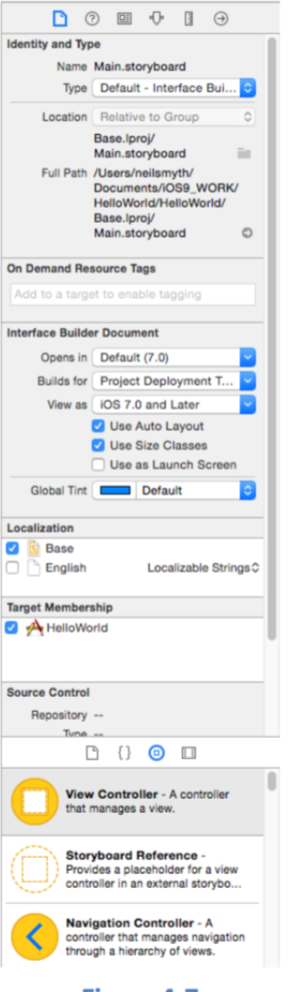 Identity and Type
Name Main.storyboard
Type Default - Interface Bui...
Location Relative to Group
Base.lproj/
Main.storyboard
Full Path /Users/neilsmyth/
Documents/iOS9_WORK/
HelloWorld/HelloWorld/
Base.lproj/
Main.storyboard
On Demand Resource Tags
Add to a target to enable tagging
Interface Builder Document
Opens in Default (7.0)
Builds for Project Deployment T...
View as iOS 7.0 and Later
Use Auto Layout
Use Size Classes
Use as Launch Screen
Global Tint Default
Localization
Base
English Localizable Strings
Target Membership
HelloWorld
Source Control
Repository --
Type --
{ }
View Controller - A controller
that manages a view.
Storyboard Reference -
Provides a placeholder for a view
controller in an external storybo...
Navigation Controller - A
controller that manages navigation
through a hierarchy of views.